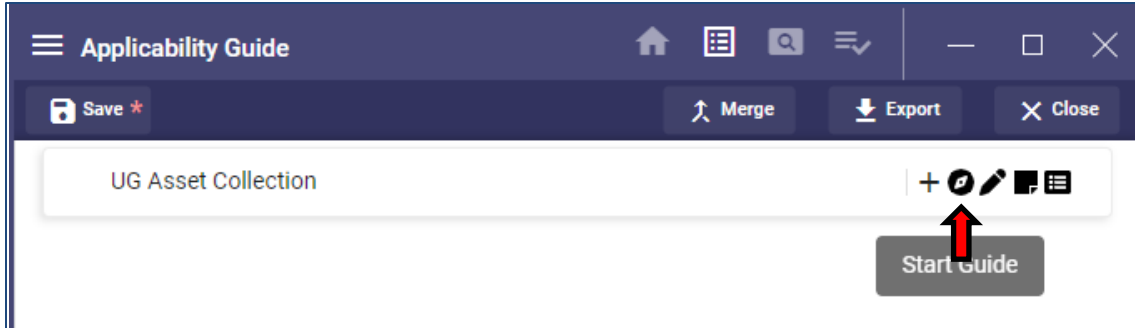 Applicability Guide
Save *
Merge
Export
Close
UG Asset Collection
Start Guide